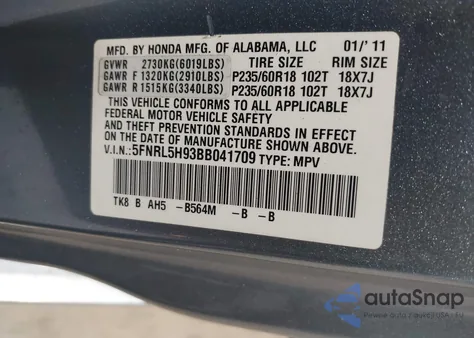 MFD. BY HONDA MFG. OF ALABAMA, LLC 01/'11
GVWR 2730KG(6019LBS) TIRE SIZE RIM SIZE
GAWR F 1320KG(2910LBS) P235/60R18 102T 18X7J
GAWR R 1515KG(3340LBS) P235/60R18 102T 18X7J
THIS VEHICLE CONFORMS TO ALL APPLICABLE
FEDERAL MOTOR VEHICLE SAFETY
AND THEFT PREVENTION STANDARDS IN EFFECT
ON THE DATE OF MANUFACTURE SHOWN ABOVE.
V.I.N.: 5FNRL5H93BB041709 TYPE: MPV
TK8 B AH5 -B564M -B -B
autoSnap